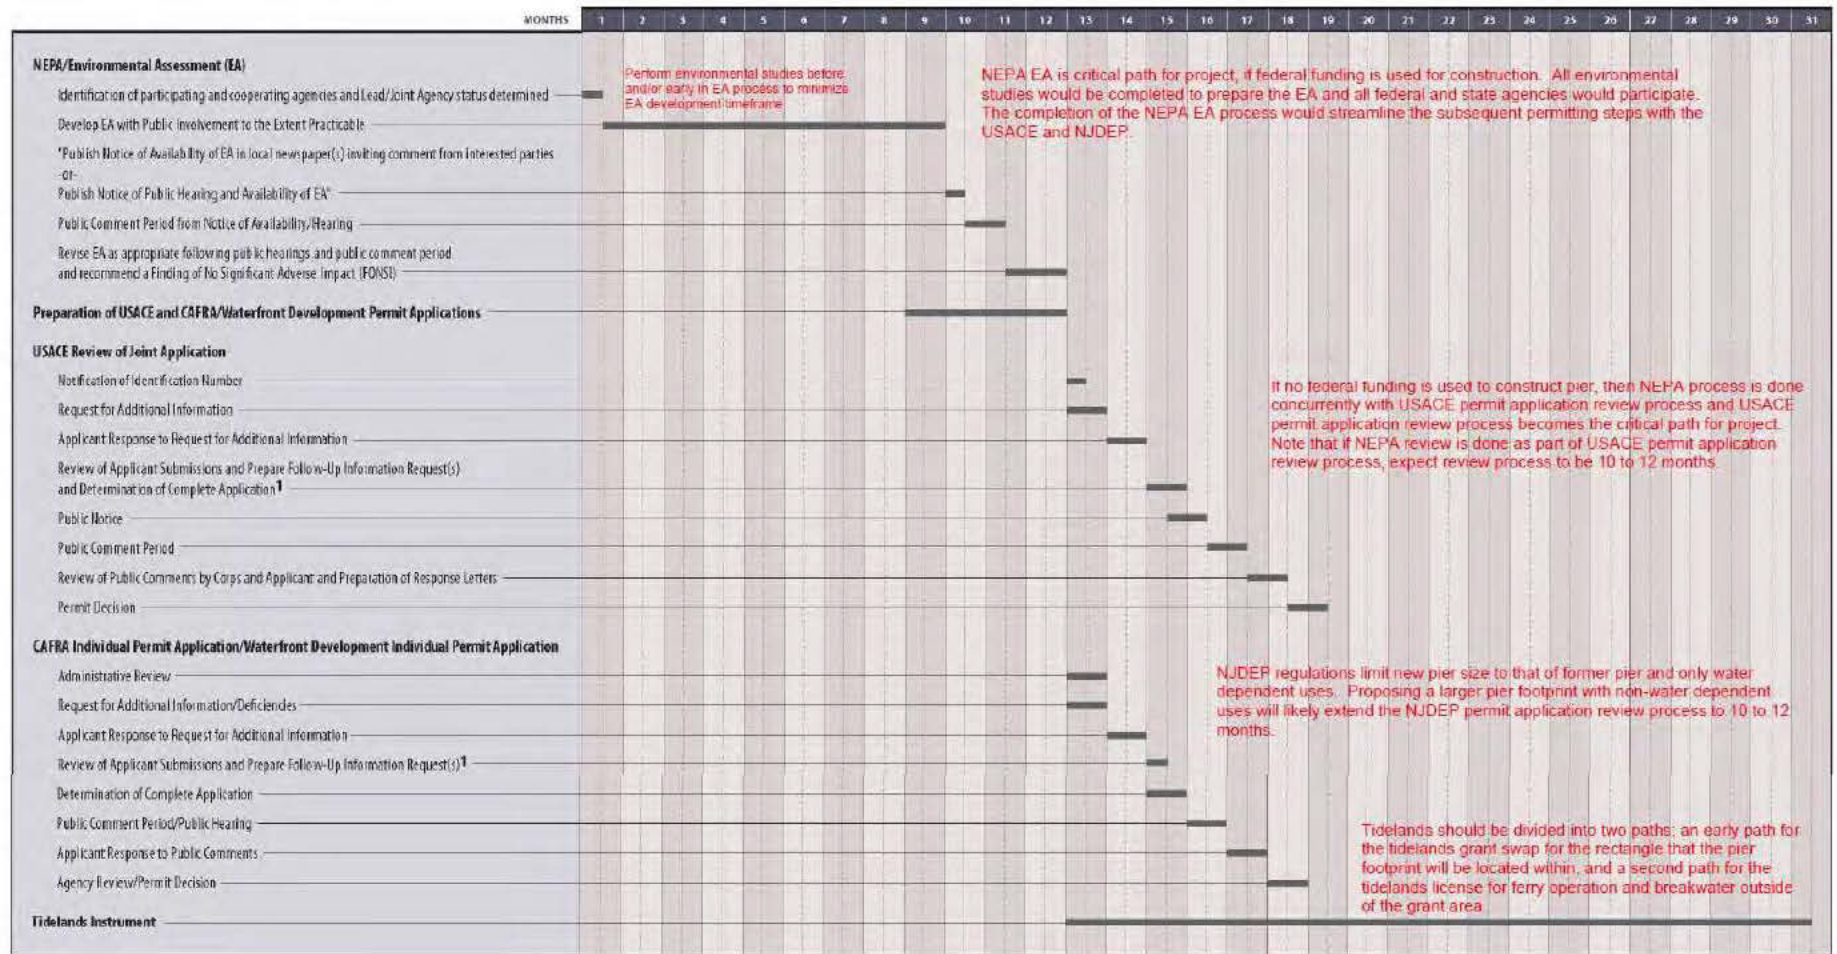 MONTHS 1 2 3 4 5 6 7 8 9 10 11 12 13 14 15 16 17 18 19 20 21 22 23 24 25 26 27 28 29 30 31
NEPA/Environmental Assessment (EA)
Identification of participating and cooperating agencies and Lead/Joint Agency status determined
Develop EA with Public Involvement to the Extent Practicable
*Publish Notice of Availability of EA in local newspaper(s) inviting comment from interested parties
-or-
Publish Notice of Public Hearing and Availability of EA*
Public Comment Period from Notice of Availability/Hearing
Revise EA as appropriate following public hearings and public comment period
and recommend a Finding of No Significant Adverse Impact (FONSI)
Perform environmental studies before
and/or early in EA process to minimize
EA development timeframe
NEPA EA is critical path for project, if federal funding is used for construction. All environmental
studies would be completed to prepare the EA and all federal and state agencies would participate.
The completion of the NEPA EA process would streamline the subsequent permitting steps with the
USACE and NJDEP.
Preparation of USACE and CAFRA/Waterfront Development Permit Applications
USACE Review of Joint Application
Notification of Identification Number
Request for Additional Information
Applicant Response to Request for Additional Information
Review of Applicant Submissions and Prepare Follow-Up Information Request(s)
and Determination of Complete Application1
Public Notice
Public Comment Period
Review of Public Comments by Corps and Applicant and Preparation of Response Letters
Permit Decision
If no federal funding is used to construct pier, then NEPA process is done
concurrently with USACE permit application review process and USACE
permit application review process becomes the critical path for project.
Note that if NEPA review is done as part of USACE permit application
review process, expect review process to be 10 to 12 months.
CAFRA Individual Permit Application/Waterfront Development Individual Permit Application
Administrative Review
Request for Additional Information/Deficiencies
Applicant Response to Request for Additional Information
Review of Applicant Submissions and Prepare Follow-Up Information Request(s)1
Determination of Complete Application
Public Comment Period/Public Hearing
Applicant Response to Public Comments
Agency Review/Permit Decision
NJDEP regulations limit new pier size to that of former pier and only water
dependent uses. Proposing a larger pier footprint with non-water dependent
uses will likely extend the NJDEP permit application review process to 10 to 12
months.
Tidelands should be divided into two paths; an early path for
the tidelands grant swap for the rectangle that the pier
footprint will be located within, and a second path for the
tidelands license for ferry operation and breakwater outside
of the grant area
Tidelands Instrument